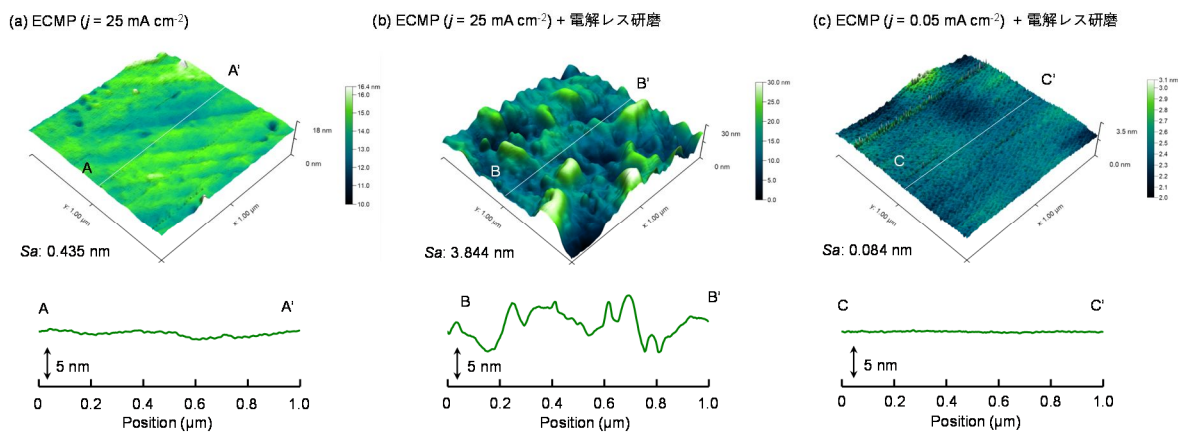 (a) ECMP (j = 25 mA cm-2)
A'
A
16.4 nm
16.0
15.0
14.0
13.0
12.0
11.0
10.0
18 nm
0 nm
y: 1.00 µm
x: 1.00 µm
Sa: 0.435 nm
A
A'
5 nm
0 0.2 0.4 0.6 0.8 1.0
Position (µm)
(b) ECMP (j = 25 mA cm-2) + 電解レス研磨
B'
B
30.0 nm
25.0
20.0
15.0
10.0
5.0
0.0
30 nm
0 nm
y: 1.00 µm
x: 1.00 µm
Sa: 3.844 nm
B
B'
5 nm
0 0.2 0.4 0.6 0.8 1.0
Position (µm)
(c) ECMP (j = 0.05 mA cm-2) + 電解レス研磨
C'
C
3.1 nm
3.0
2.9
2.8
2.7
2.6
2.5
2.4
2.3
2.2
2.1
2.0
3.5 nm
0.0 nm
y: 1.00 µm
x: 1.00 µm
Sa: 0.084 nm
C
C'
5 nm
0 0.2 0.4 0.6 0.8 1.0
Position (µm)